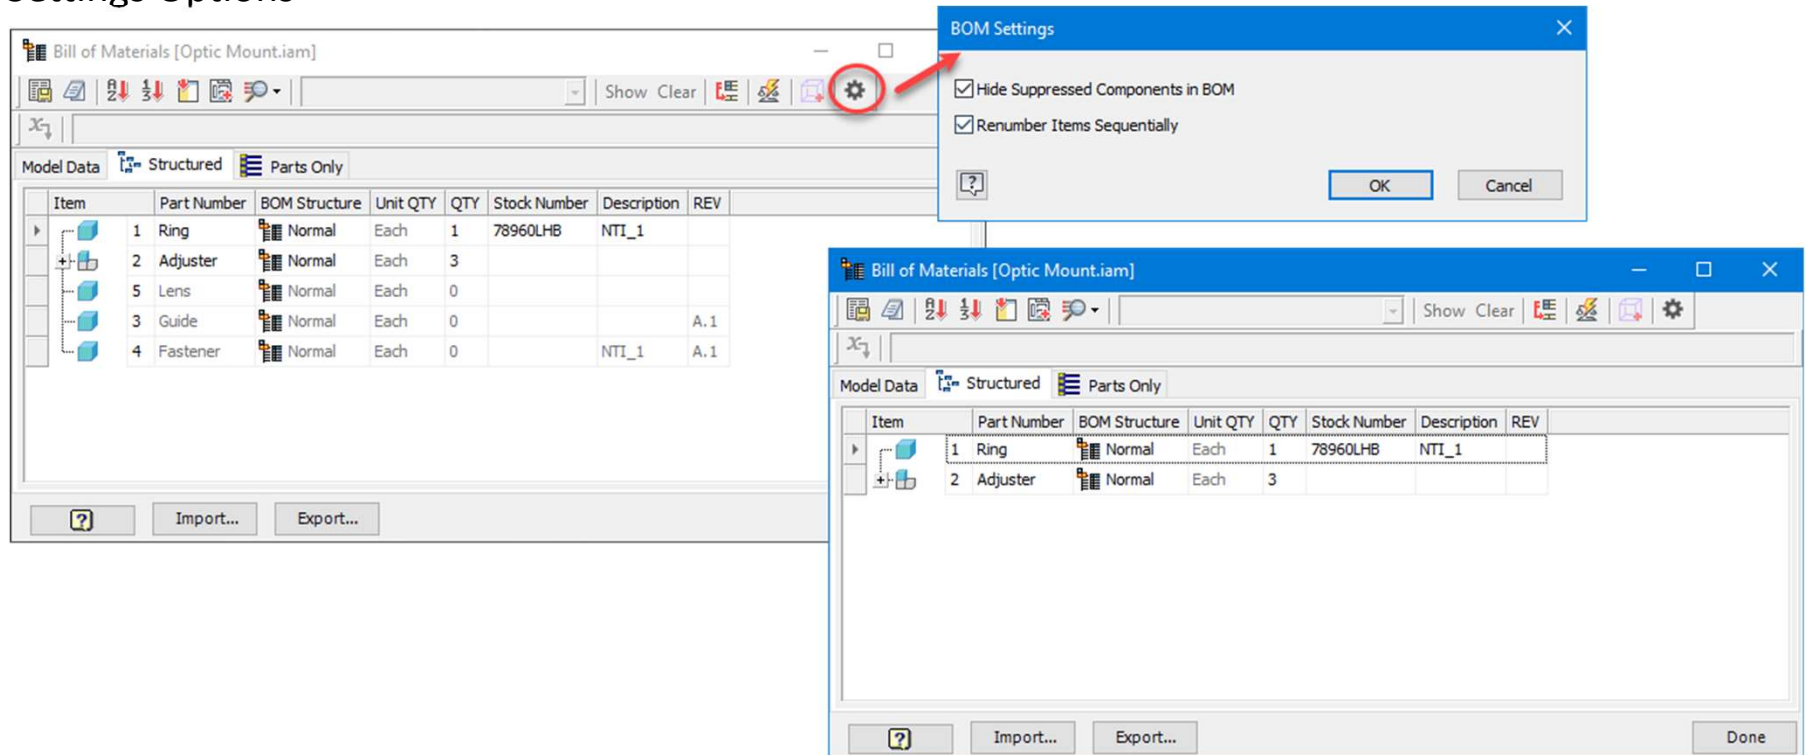 Settings Options
Bill of Materials [Optic Mount.iam]
Show Clear
Model Data Structured Parts Only
Item Part Number BOM Structure Unit QTY QTY Stock Number Description REV
1 Ring Normal Each 1 78960LHB NTI_1
2 Adjuster Normal Each 3
5 Lens Normal Each 0
3 Guide Normal Each 0 A.1
4 Fastener Normal Each 0 NTI_1 A.1
Import... Export...
BOM Settings
Hide Suppressed Components in BOM
Renumber Items Sequentially
OK Cancel
Bill of Materials [Optic Mount.iam]
Show Clear
Model Data Structured Parts Only
Item Part Number BOM Structure Unit QTY QTY Stock Number Description REV
1 Ring Normal Each 1 78960LHB NTI_1
2 Adjuster Normal Each 3
Import... Export... Done